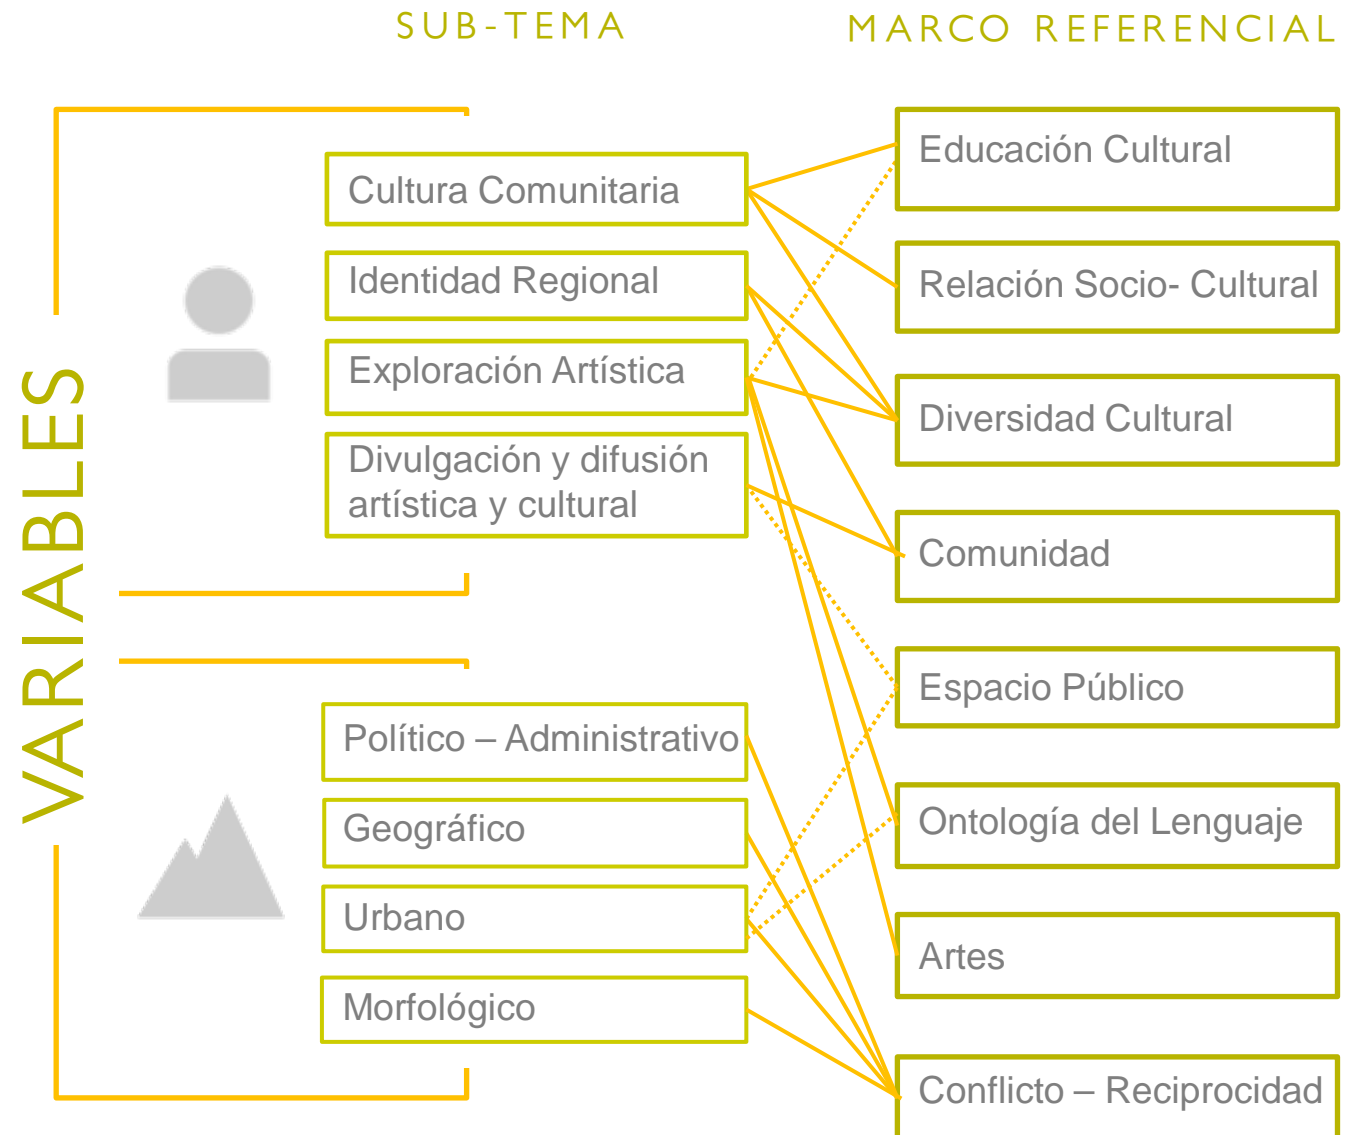 SUB-TEMA
MARCO REFERENCIAL
VARIABLES
Cultura Comunitaria
Identidad Regional
Exploración Artística
Divulgación y difusión
artística y cultural
Político – Administrativo
Geográfico
Urbano
Morfológico
Educación Cultural
Relación Socio- Cultural
Diversidad Cultural
Comunidad
Espacio Público
Ontología del Lenguaje
Artes
Conflicto – Reciprocidad